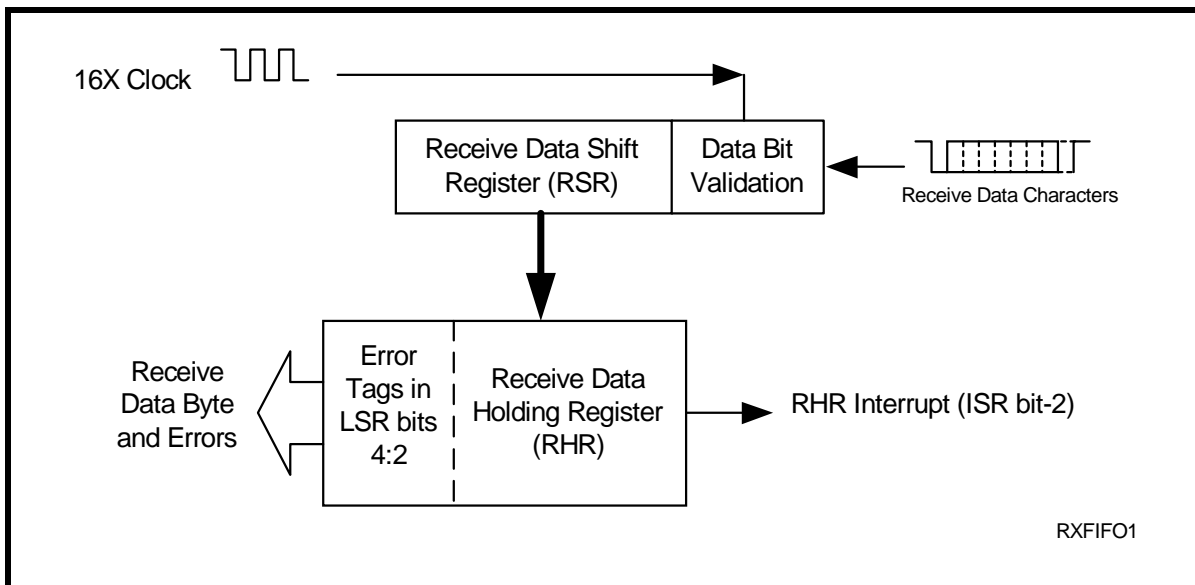 16X Clock
Receive Data Shift
Register (RSR)
Data Bit
Validation
Receive Data Characters
Receive
Data Byte
and Errors
Error
Tags in
LSR bits
4:2
Receive Data
Holding Register
(RHR)
RHR Interrupt (ISR bit-2)
RXFIFO1